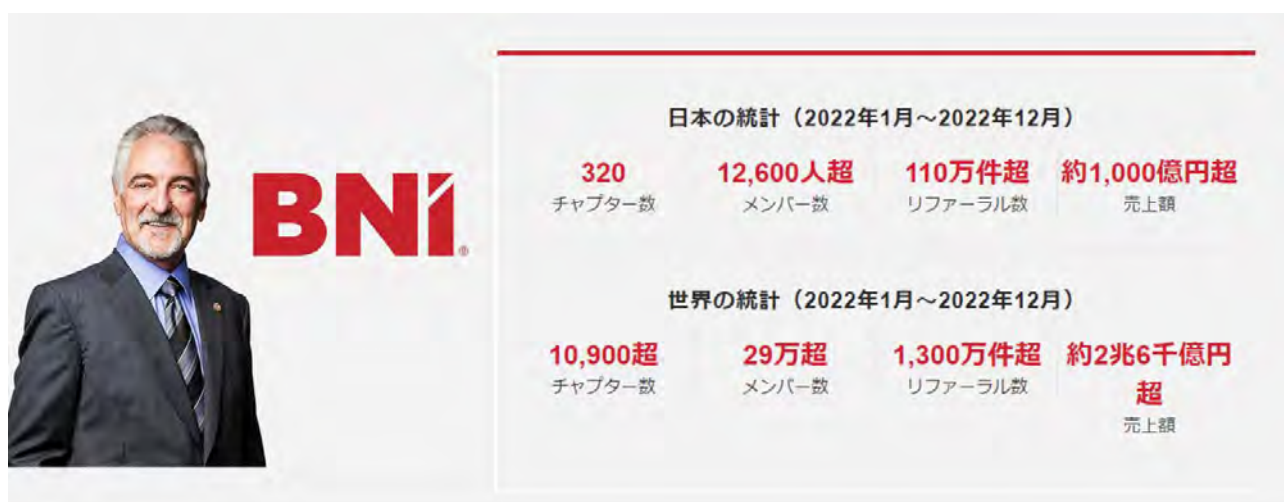 BNI®
日本の統計（2022年1月～2022年12月）
320 12,600人超 110万件超 約1,000億円超
チャプター数 メンバー数 リファーラル数 売上額
世界の統計（2022年1月～2022年12月）
10,900超 29万超 1,300万件超 約2兆6千億円
超
チャプター数 メンバー数 リファーラル数
売上額